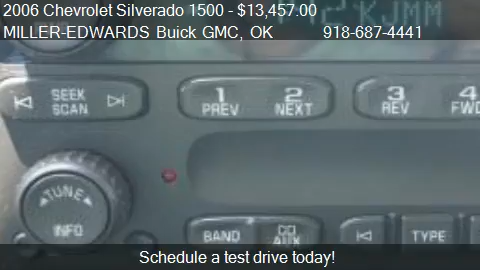 2006 Chevrolet Silverado 1500 - $13,457.00
MILLER-EDWARDS Buick GMC, OK 918-687-4441
SEEK
SCAN
1
PREV
2
NEXT
3
REV
4
FWD
TUNE
INFO
BAND
CD
AUX
TYPE
Schedule a test drive today!